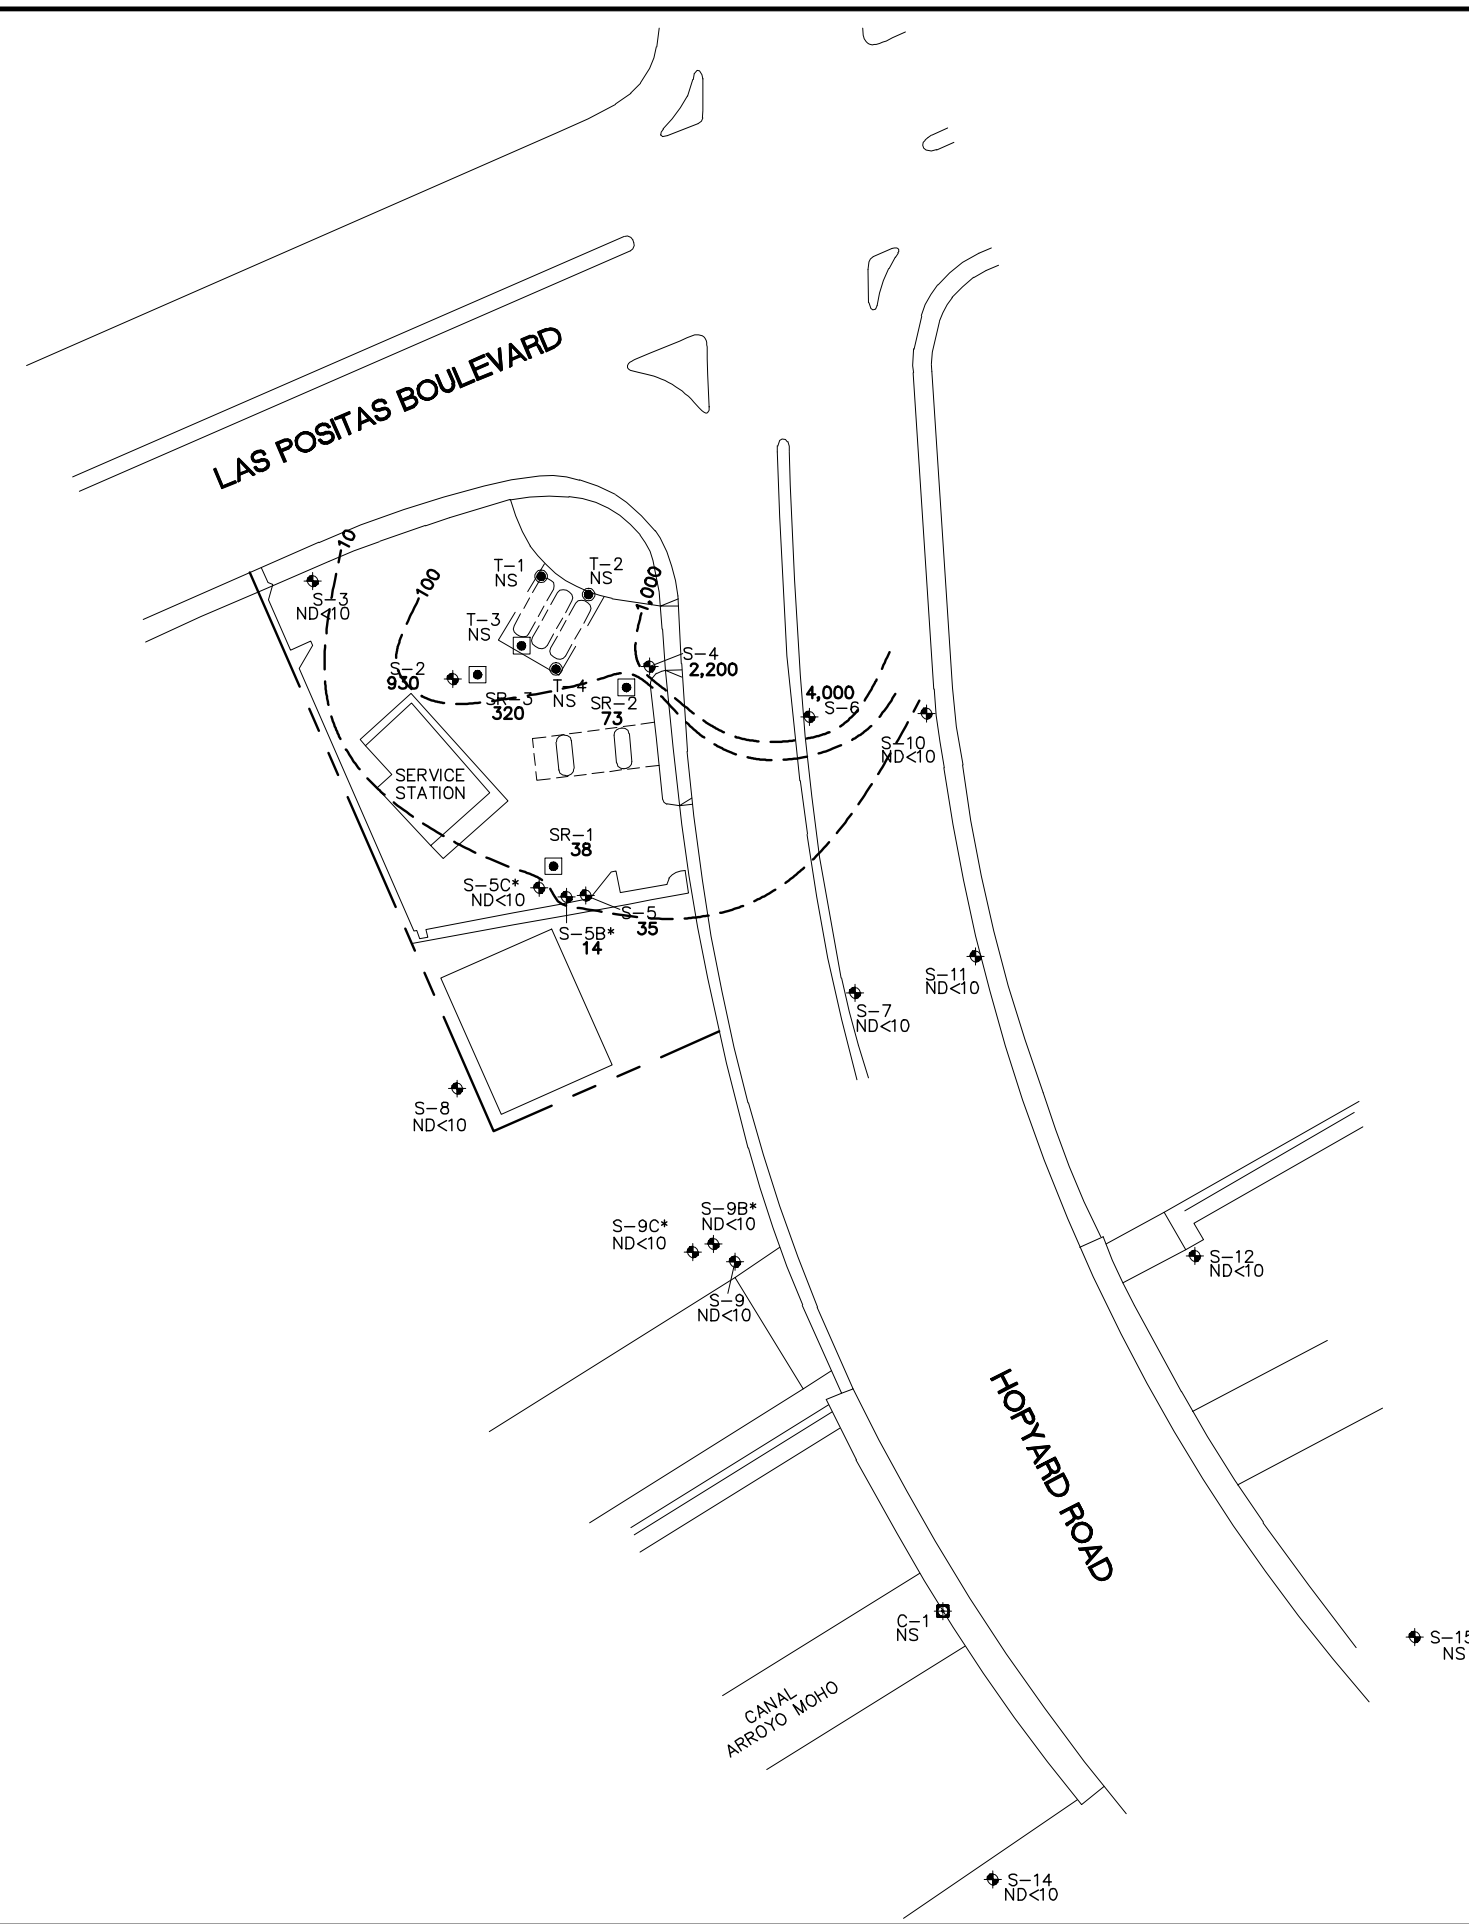 LAS POSITAS BOULEVARD
10
100
1,000
S-3
ND<10
T-1
NS
T-2
NS
T-3
NS
S-2
930
SR-3
320
T-4
NS
SR-2
73
S-4
2,200
4,000
S-6
S-10
ND<10
SERVICE
STATION
SR-1
38
S-5C*
ND<10
S-5
35
S-5B*
14
S-11
ND<10
S-7
ND<10
S-8
ND<10
S-9B*
ND<10
S-9C*
ND<10
S-9
ND<10
S-12
ND<10
HOPYARD ROAD
C-1
NS
S-15
NS
CANAL
ARROYO MOHO
S-14
ND<10